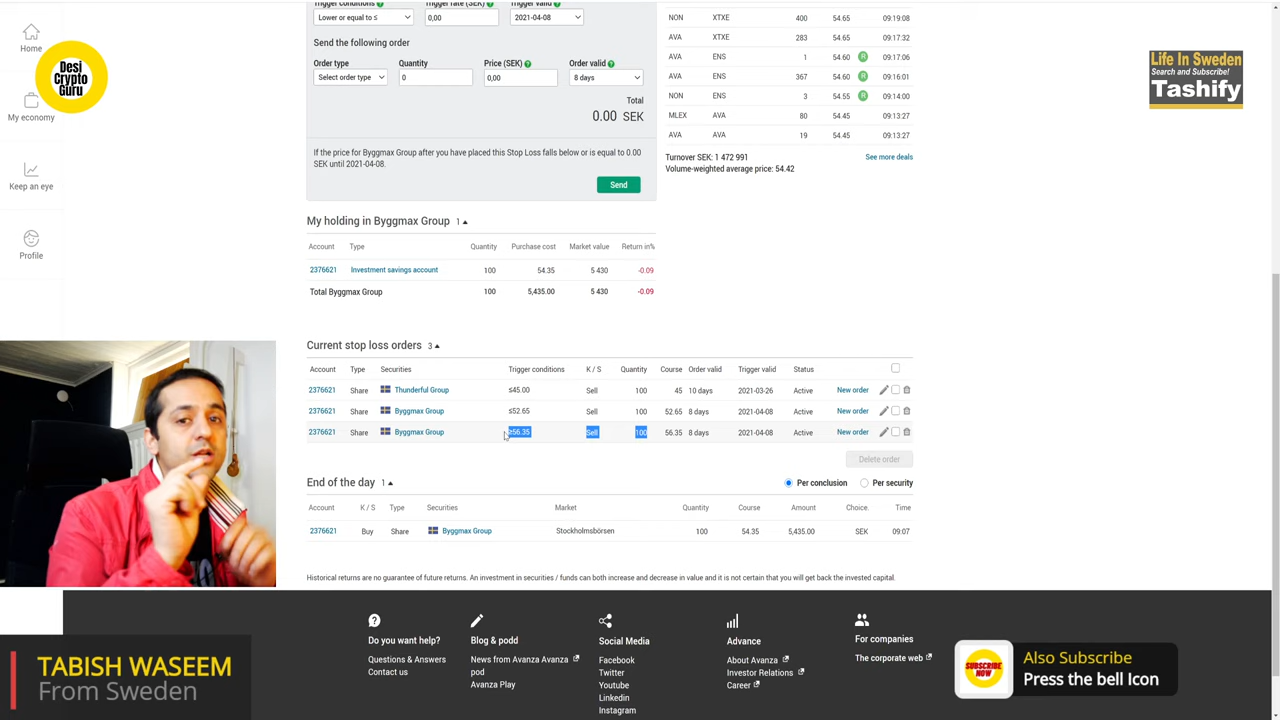 Trigger conditions
Trigger rate (SEK)
Trigger valid
Lower or equal to ≤
0,00
2021-04-08
Send the following order
Order type
Quantity
Price (SEK)
Order valid
Select order type
0
0,00
8 days
Total
0.00 SEK
If the price for Byggmax Group after you have placed this Stop Loss falls below or is equal to 0.00
SEK until 2021-04-08.
Send
NON XTXE 400 54.65 09:19:08
AVA XTXE 283 54.65 09:17:32
AVA ENS 1 54.60 R 09:17:06
AVA ENS 367 54.60 R 09:16:01
NON ENS 3 54.55 R 09:14:00
MLEX AVA 80 54.45 09:13:27
AVA AVA 19 54.45 09:13:27
Turnover SEK: 1 472 991
See more deals
Volume-weighted average price: 54.42
Home
My economy
Keep an eye
Profile
Desi
Crypto
Guru
Life In Sweden
Search and Subscribe!
Tashify
My holding in Byggmax Group 1
Account Type Quantity Purchase cost Market value Return in%
2376621 Investment savings account 100 54.35 5 430 -0.09
Total Byggmax Group 100 5,435.00 5 430 -0.09
Current stop loss orders 3
Account Type Securities Trigger conditions K / S Quantity Course Order valid Trigger valid Status
2376621 Share Thunderful Group ≤45.00 Sell 100 45 10 days 2021-03-26 Active New order
2376621 Share Byggmax Group ≤52.65 Sell 100 52.65 8 days 2021-04-08 Active New order
2376621 Share Byggmax Group ≥56.35 Sell 100 56.35 8 days 2021-04-08 Active New order
Delete order
End of the day 1
Per conclusion
Per security
Account K / S Type Securities Market Quantity Course Amount Choice. Time
2376621 Buy Share Byggmax Group Stockholmsbörsen 100 54.35 5,435.00 SEK 09:07
Historical returns are no guarantee of future returns. An investment in securities / funds can both increase and decrease in value and it is not certain that you will get back the invested capital.
Do you want help?
Questions & Answers
Contact us
Blog & podd
News from Avanza Avanza
pod
Avanza Play
Social Media
Facebook
Twitter
Youtube
Linkedin
Instagram
Advance
About Avanza
Investor Relations
Career
For companies
The corporate web
TABISH WASEEM
From Sweden
SUBSCRIBE
NOW
Also Subscribe
Press the bell Icon